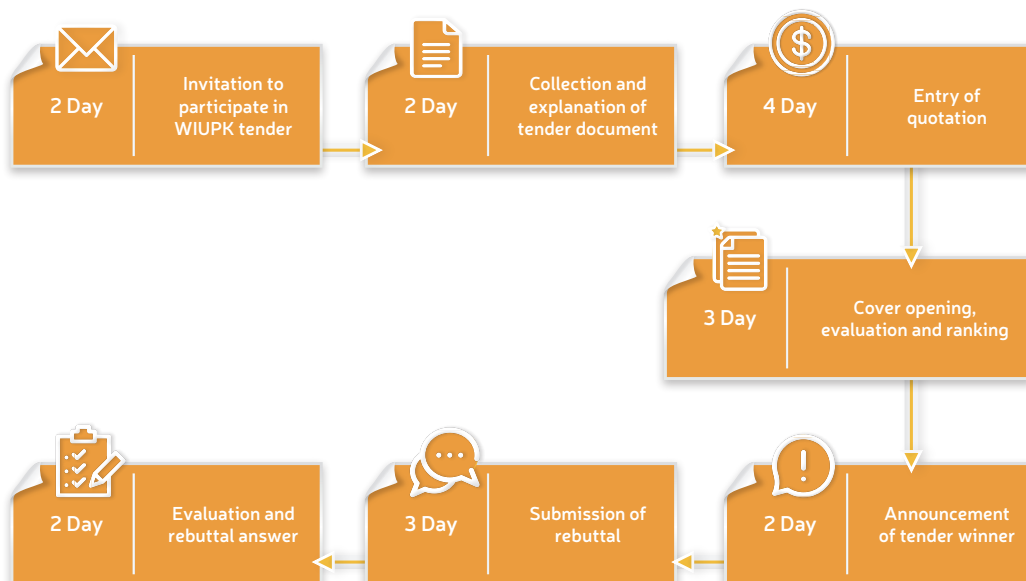 2 Day
Invitation to
participate in
WIUPK tender
2 Day
Collection and
explanation of
tender document
$
4 Day
Entry of
quotation
3 Day
Cover opening,
evaluation and ranking
2 Day
Announcement
of tender winner
3 Day
Submission of
rebuttal
2 Day
Evaluation and
rebuttal answer